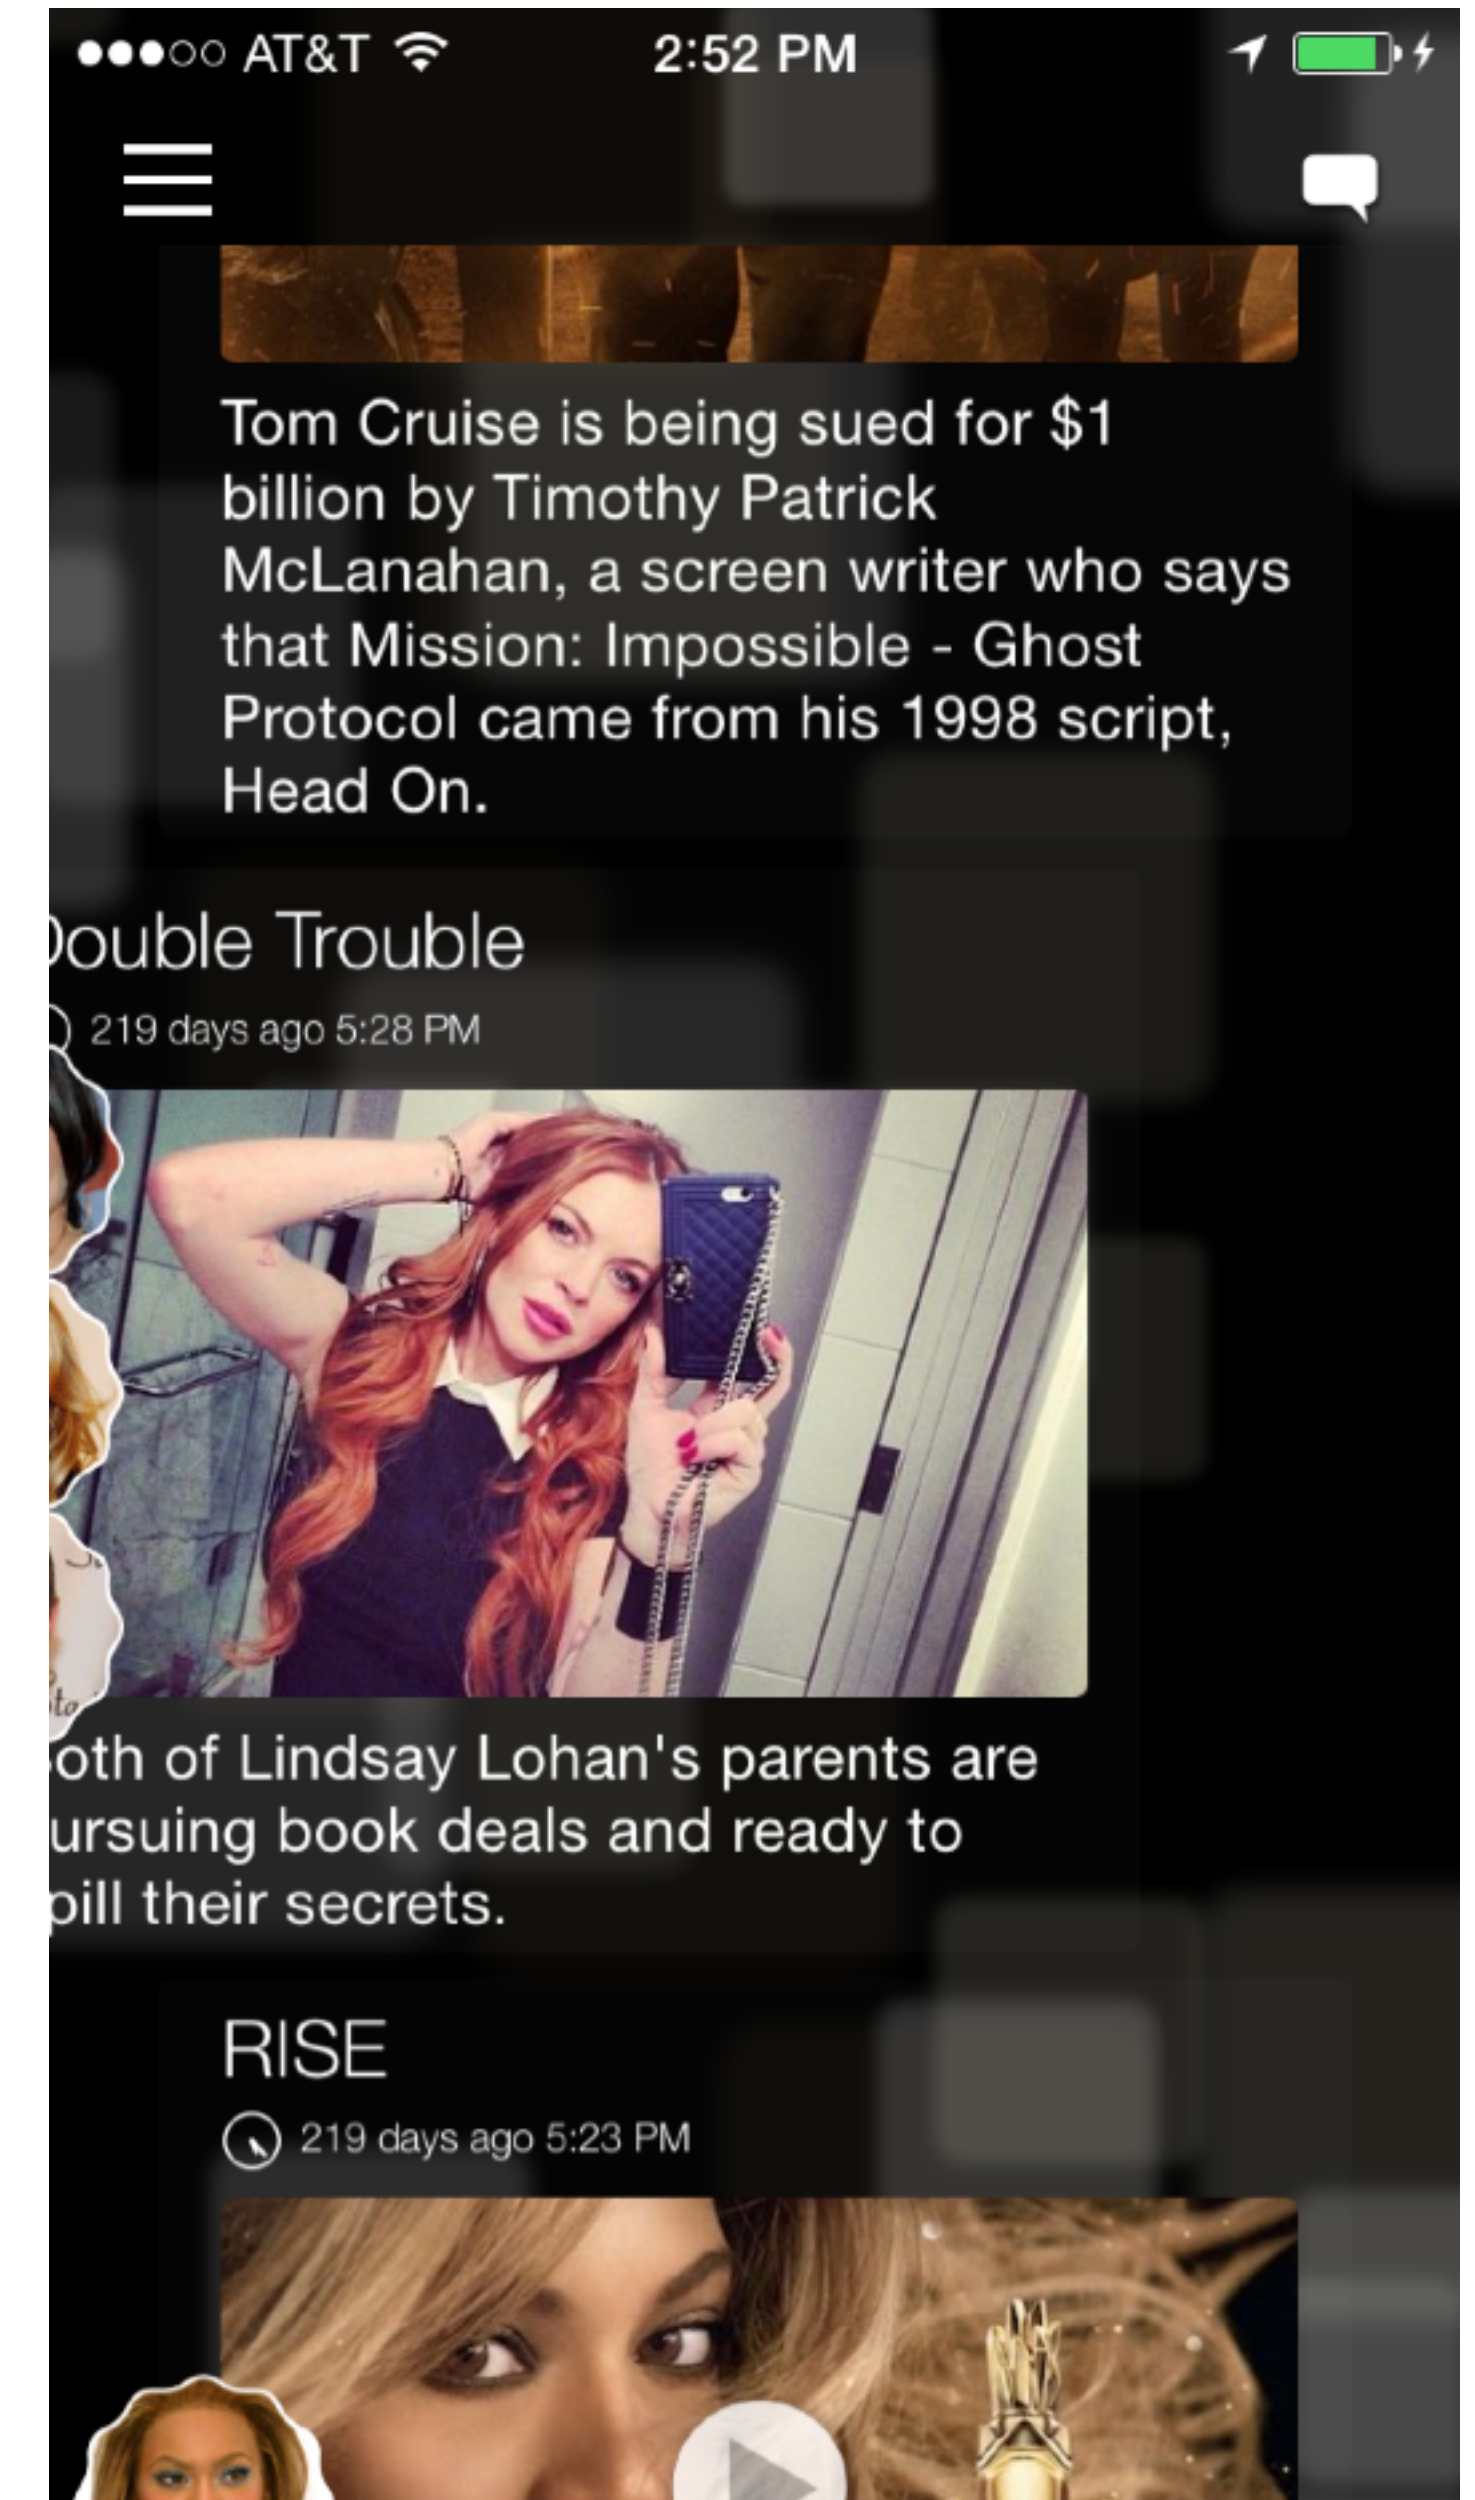 AT&T 2:52 PM
Tom Cruise is being sued for $1
billion by Timothy Patrick
McLanahan, a screen writer who says
that Mission: Impossible - Ghost
Protocol came from his 1998 script,
Head On.
ouble Trouble
219 days ago 5:28 PM
oth of Lindsay Lohan's parents are
ursuing book deals and ready to
pill their secrets.
RISE
219 days ago 5:23 PM